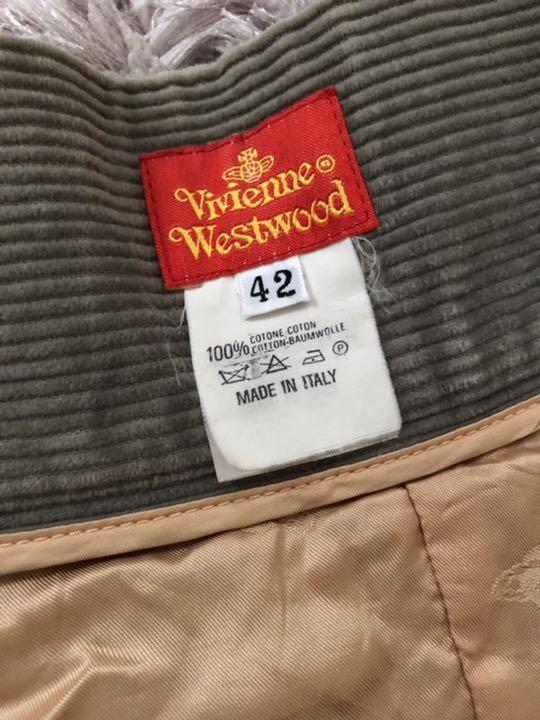 Vivienne®
Westwood
42
100% COTONE-COTON
COTTON-BAUMWOLLE
P
MADE IN ITALY